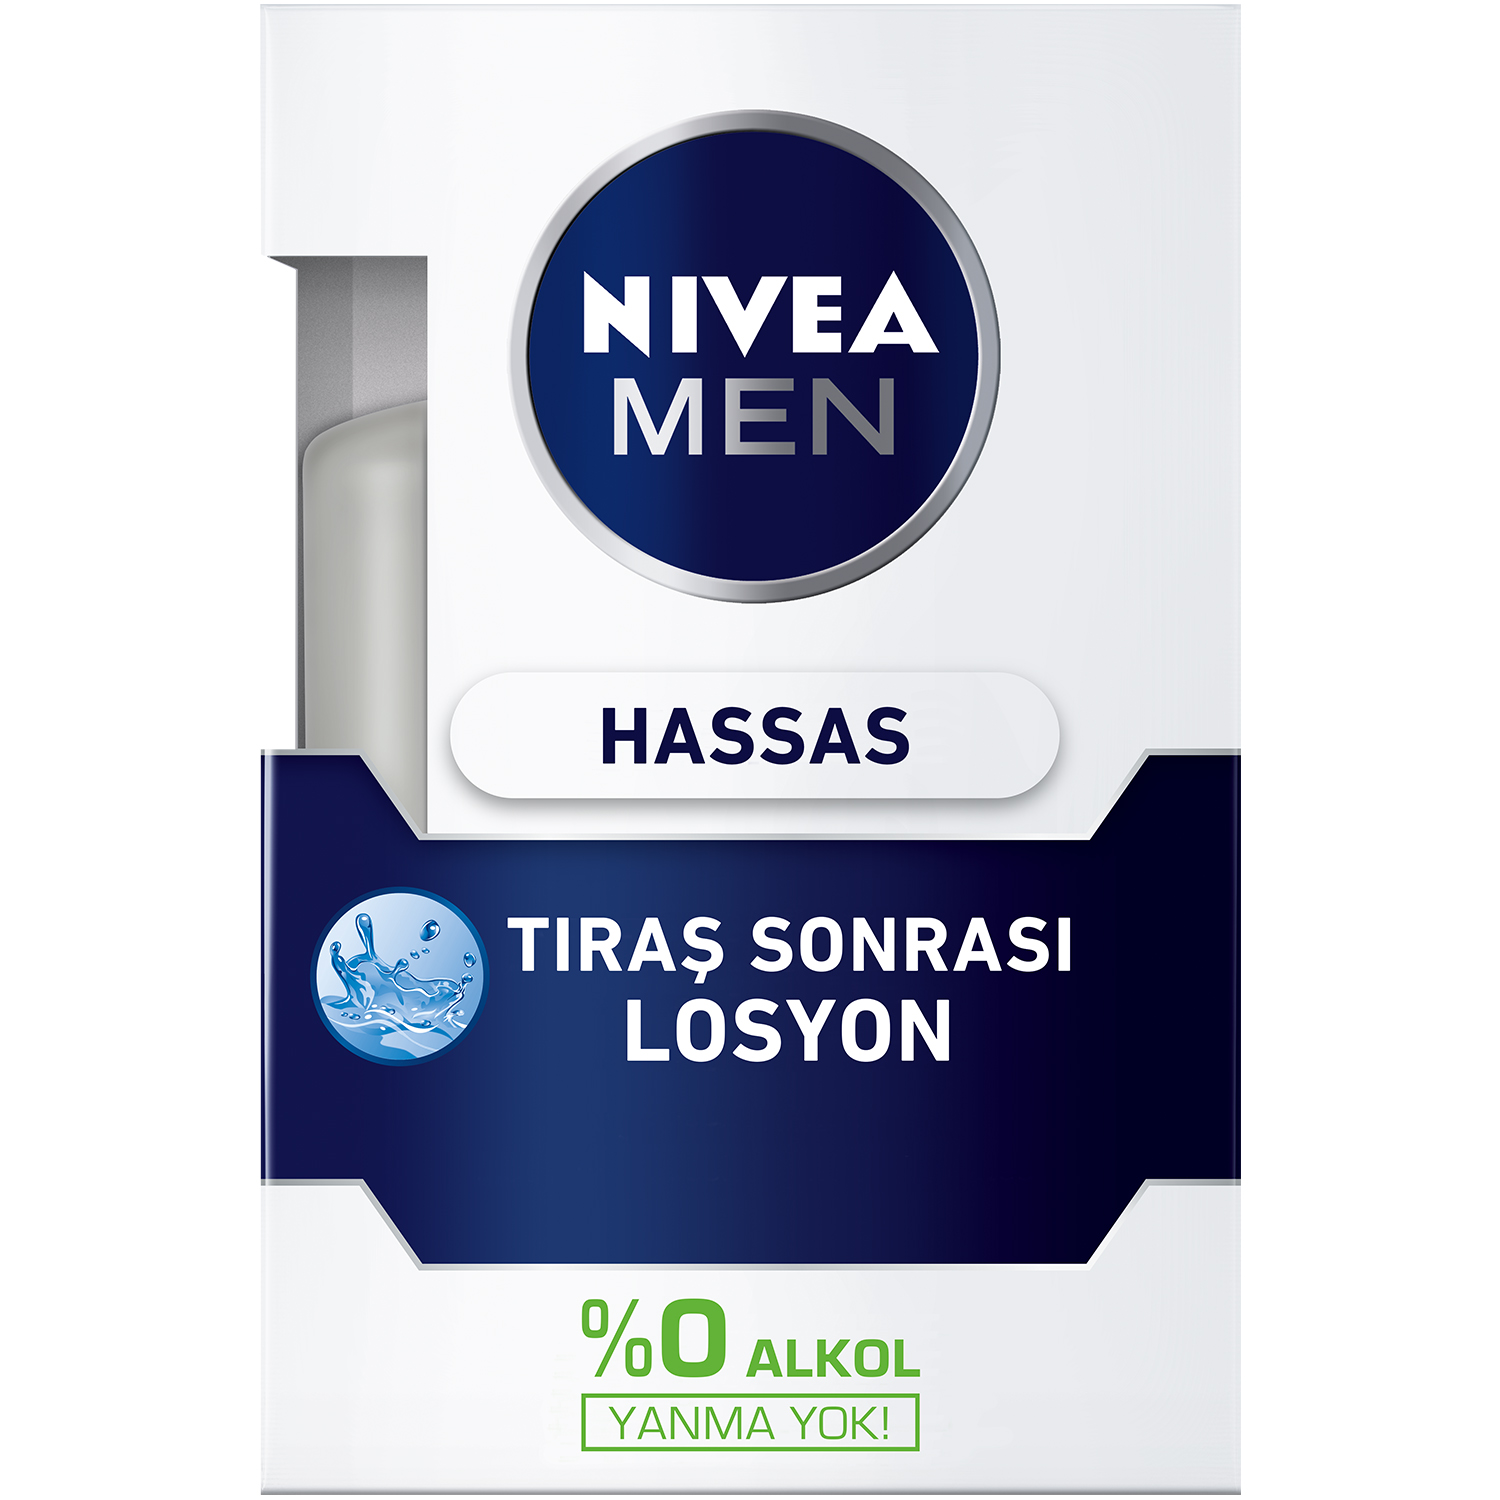 NIVEA
MEN
HASSAS
TIRAŞ SONRASI
LOSYON
%0 ALKOL
YANMA YOK!